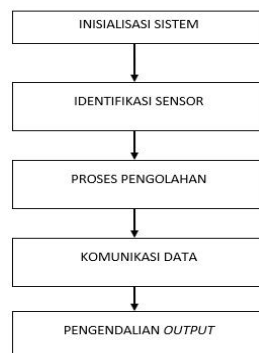 INISIALISASI SISTEM
IDENTIFIKASI SENSOR
PROSES PENGOLAHAN
KOMUNIKASI DATA
PENGENDALIAN OUTPUT